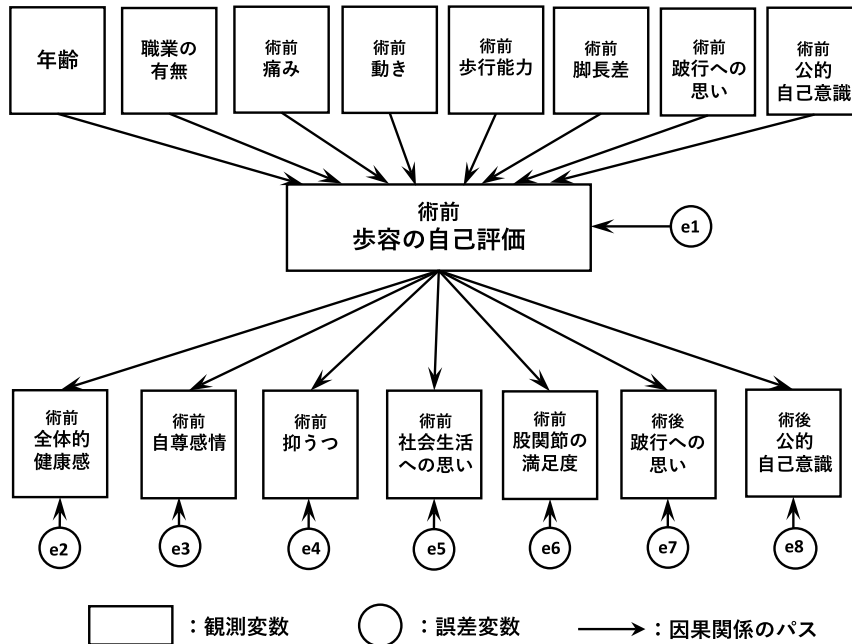 年齢
職業の
有無
術前
痛み
術前
動き
術前
歩行能力
術前
脚長差
術前
跛行への
思い
術前
公的
自己意識
術前
歩容の自己評価
e1
術前
全体的
健康感
術前
自尊感情
術前
抑うつ
術前
社会生活
への思い
術前
股関節の
満足度
術後
跛行への
思い
術後
公的
自己意識
e2
e3
e4
e5
e6
e7
e8
：観測変数
：誤差変数
：因果関係のパス